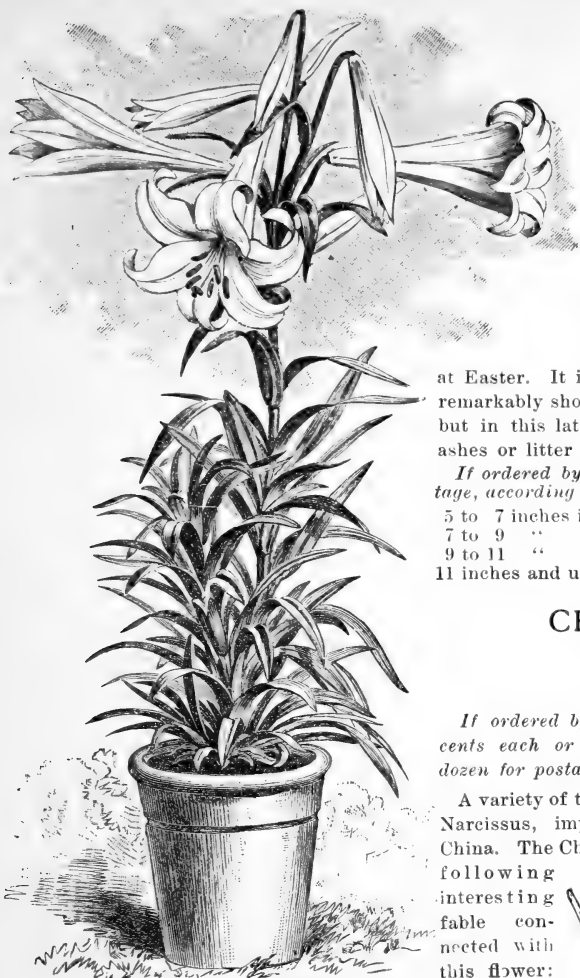 at Easter. It i
remarkably sho
but in this lat
ashes or litter
If ordered by
tage, according
5 to 7 inches i
7 to 9 "
9 to 11 "
11 inches and u
If ordered b
cents each or
dozen for posta
A variety of t
Narcissus, im
China. The Ch
following
interesting
fable con-
nected with
this flower: